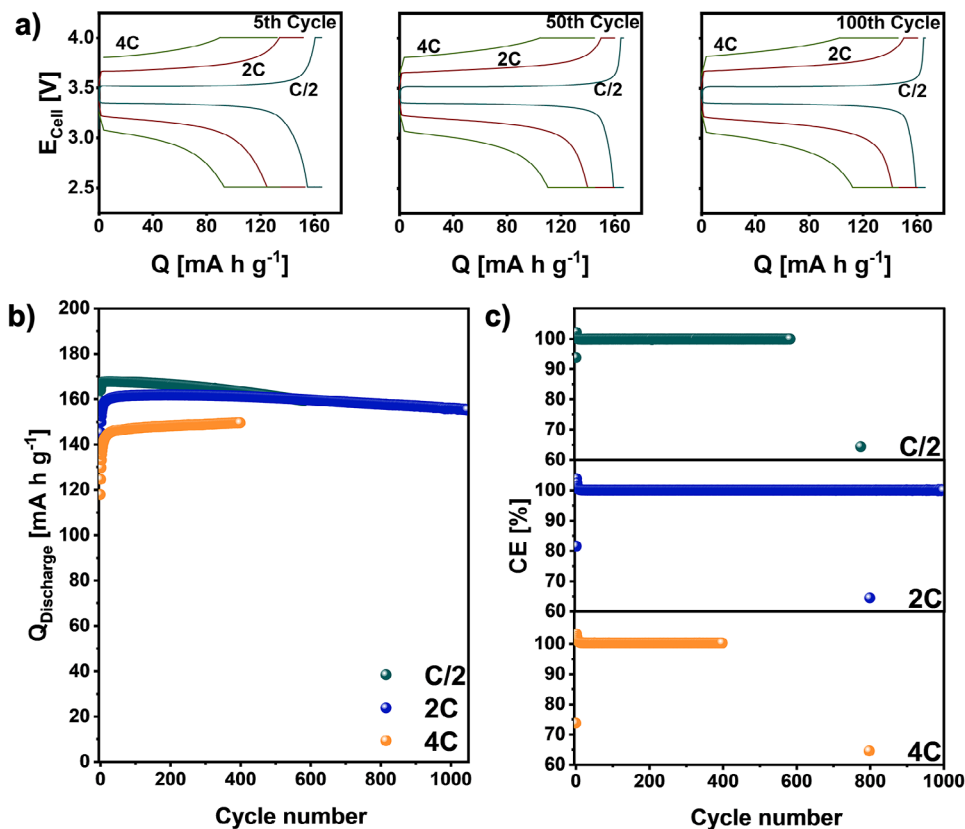 a)
5th Cycle
50th Cycle
100th Cycle
4C
2C
C/2
4C
2C
C/2
4C
2C
C/2
E_Cell [V]
4.0
3.5
3.0
2.5
0 40 80 120 160
0 40 80 120 160
0 40 80 120 160
Q [mA h g⁻¹]
Q [mA h g⁻¹]
Q [mA h g⁻¹]
b)
Q_Discharge [mA h g⁻¹]
200
180
160
140
120
100
80
60
40
20
0
C/2
2C
4C
0 200 400 600 800 1000
Cycle number
c)
CE [%]
100
90
80
70
60
C/2
100
90
80
70
60
2C
100
90
80
70
60
4C
0 200 400 600 800 1000
Cycle number